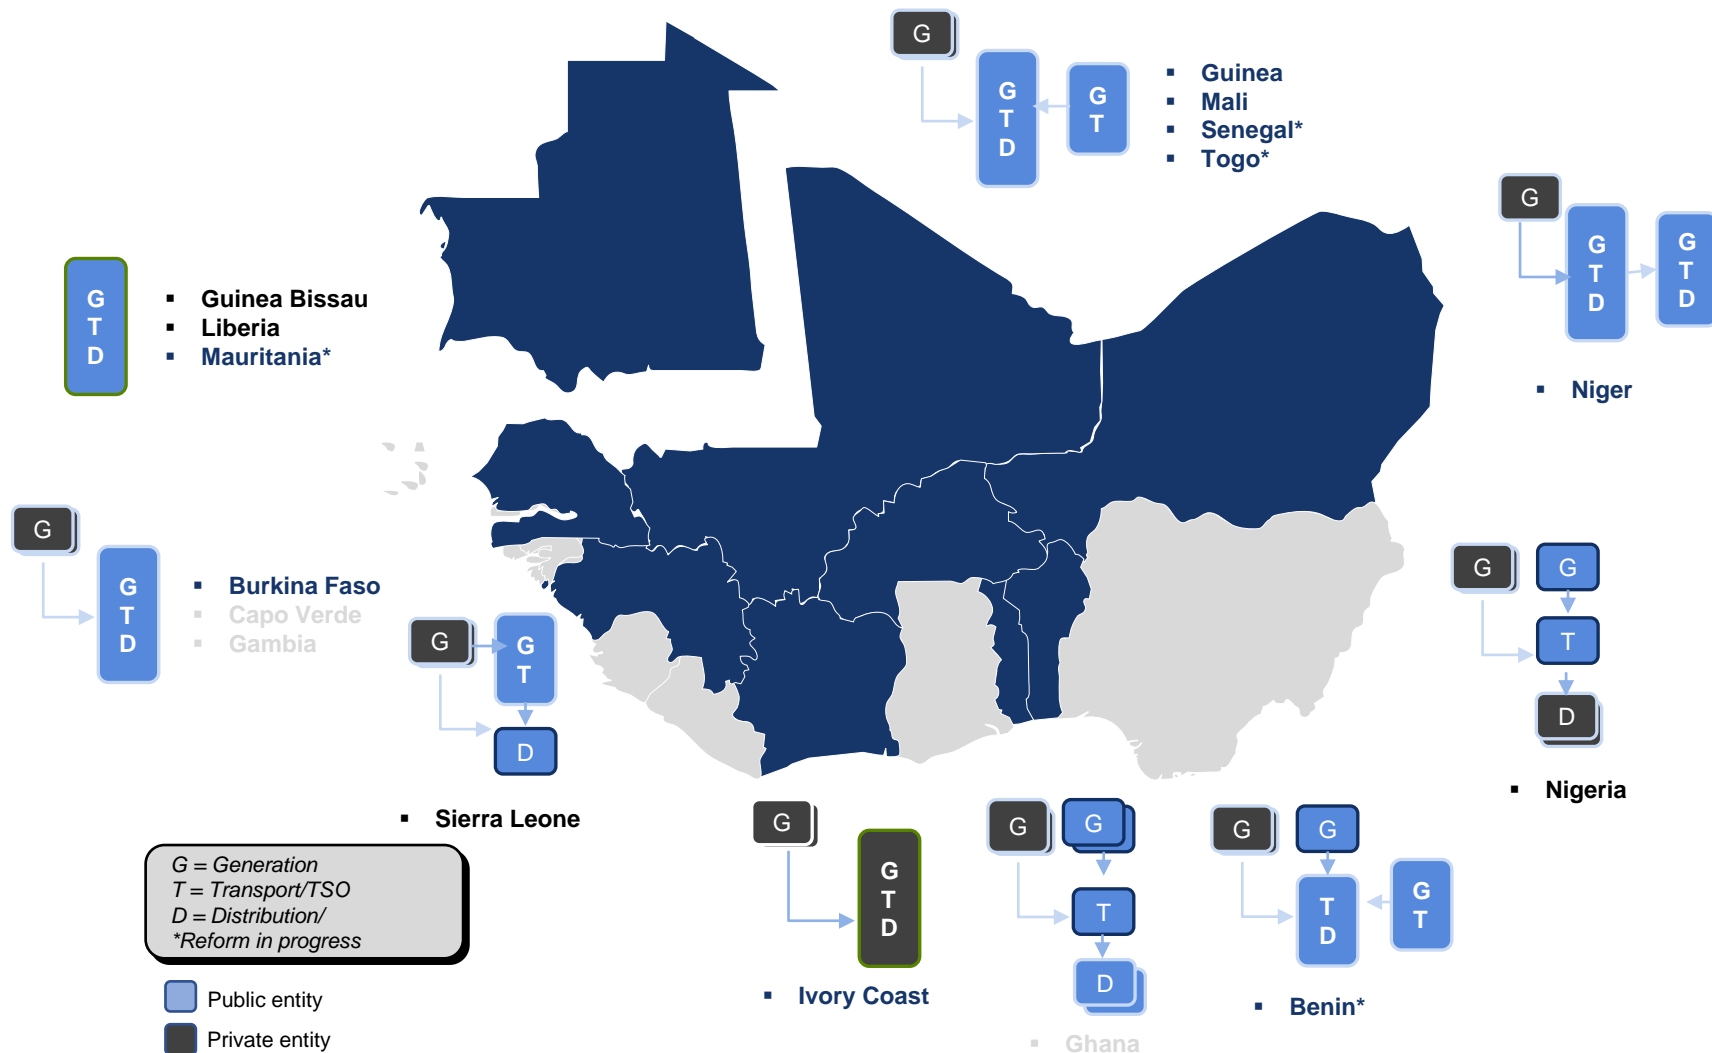 G
G
T
D
G
T
▪ Guinea
▪ Mali
▪ Senegal*
▪ Togo*
G
G
T
D
G
T
D
▪ Niger
G
T
D
▪ Guinea Bissau
▪ Liberia
▪ Mauritania*
G
G
T
D
▪ Burkina Faso
▪ Capo Verde
▪ Gambia
G
G
T
D
▪ Sierra Leone
G
G
T
D
▪ Nigeria
G
G
T
D
▪ Ivory Coast
G
G
T
D
▪ Ghana
G
G
T
D
G
T
▪ Benin*
G = Generation
T = Transport/TSO
D = Distribution/
*Reform in progress
Public entity
Private entity